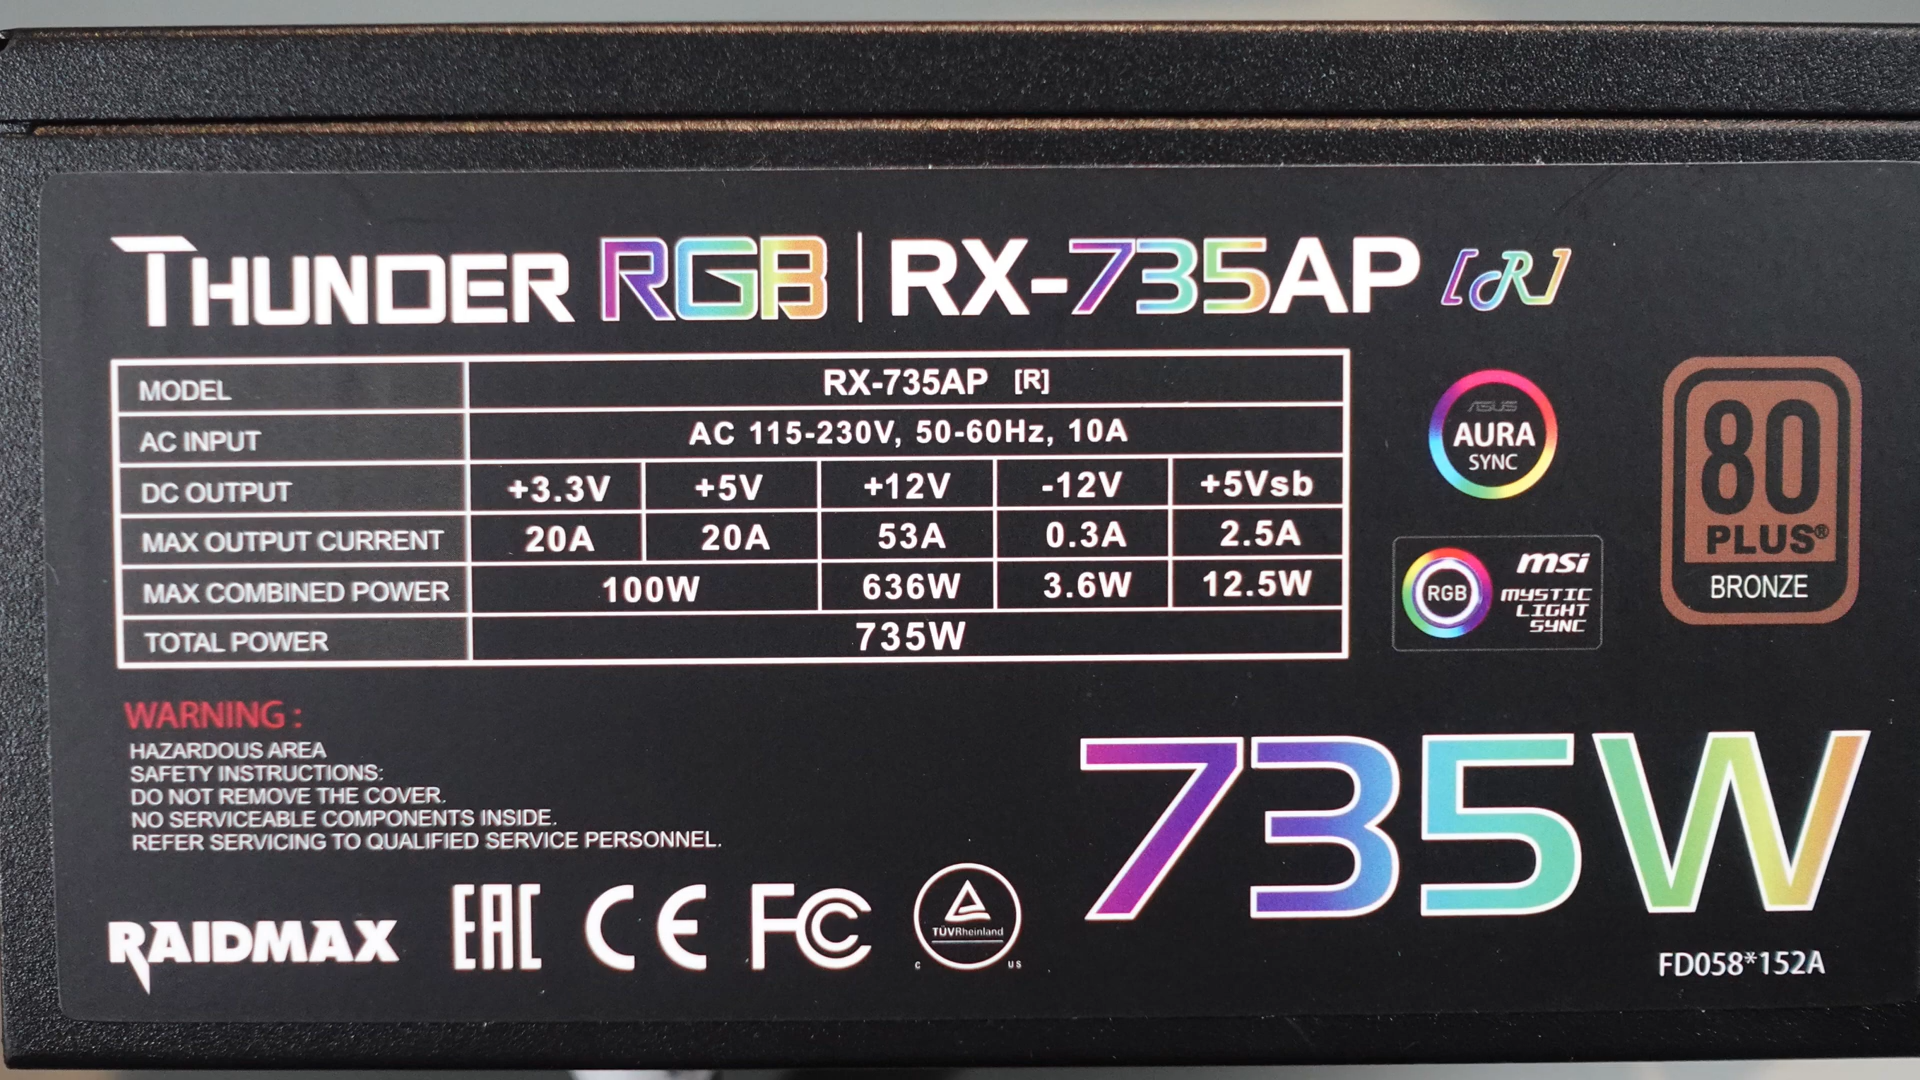 THUNDER RGB | RX-735AP [R]
MODEL RX-735AP [R]
AC INPUT AC 115-230V, 50-60Hz, 10A
DC OUTPUT +3.3V +5V +12V -12V +5Vsb
MAX OUTPUT CURRENT 20A 20A 53A 0.3A 2.5A
MAX COMBINED POWER 100W 636W 3.6W 12.5W
TOTAL POWER 735W
ASUS
AURA
SYNC
RGB
msi
MYSTIC
LIGHT
SYNC
80
PLUS®
BRONZE
WARNING :
HAZARDOUS AREA
SAFETY INSTRUCTIONS:
DO NOT REMOVE THE COVER.
NO SERVICEABLE COMPONENTS INSIDE.
REFER SERVICING TO QUALIFIED SERVICE PERSONNEL.
735W
RAIDMAX EAC CE FC
TÜVRheinland
C US
FD058*152A